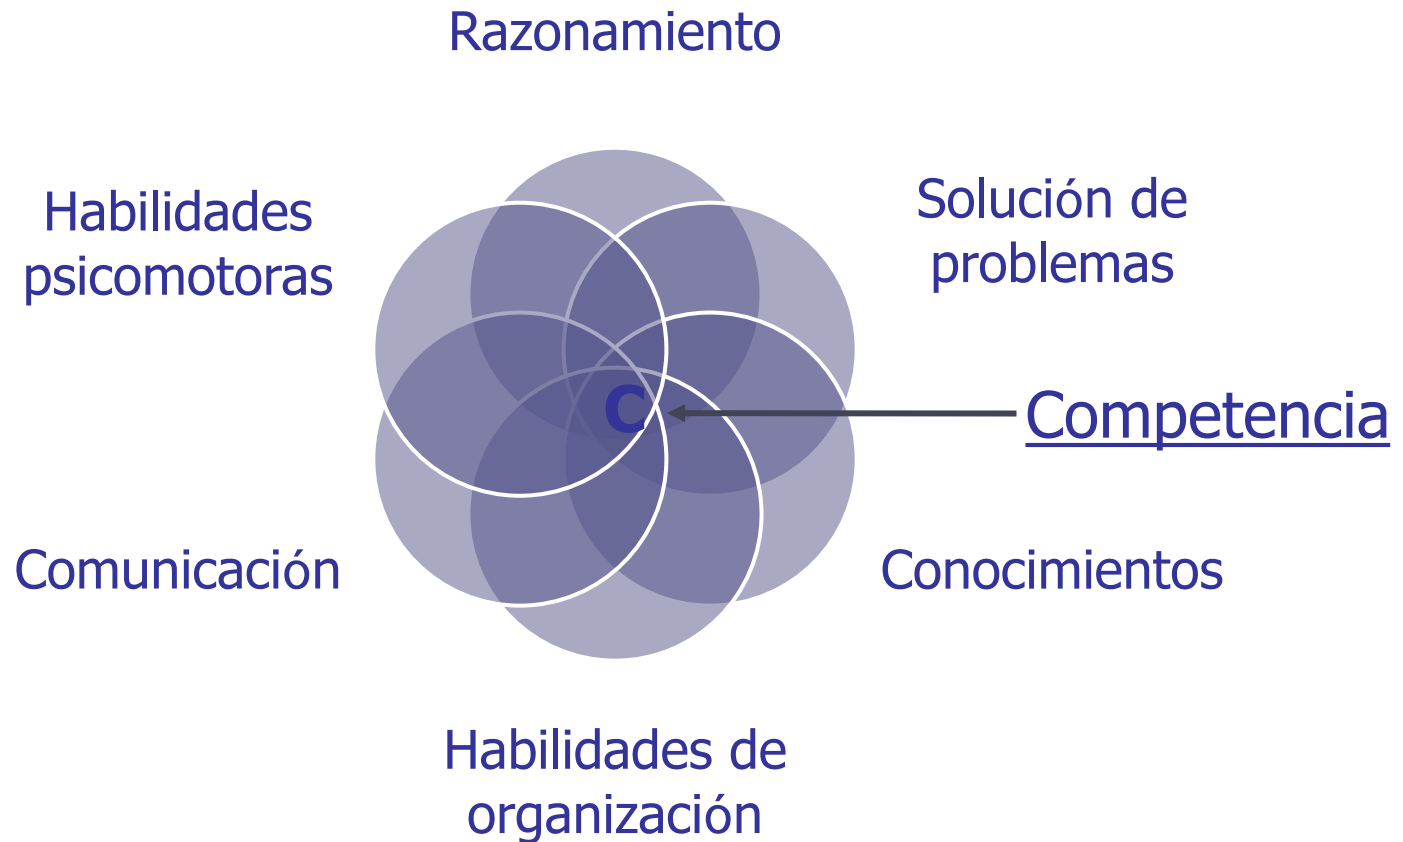 Razonamiento
Habilidades
psicomotoras
Solución de
problemas
C
Competencia
Comunicación
Conocimientos
Habilidades de
organización